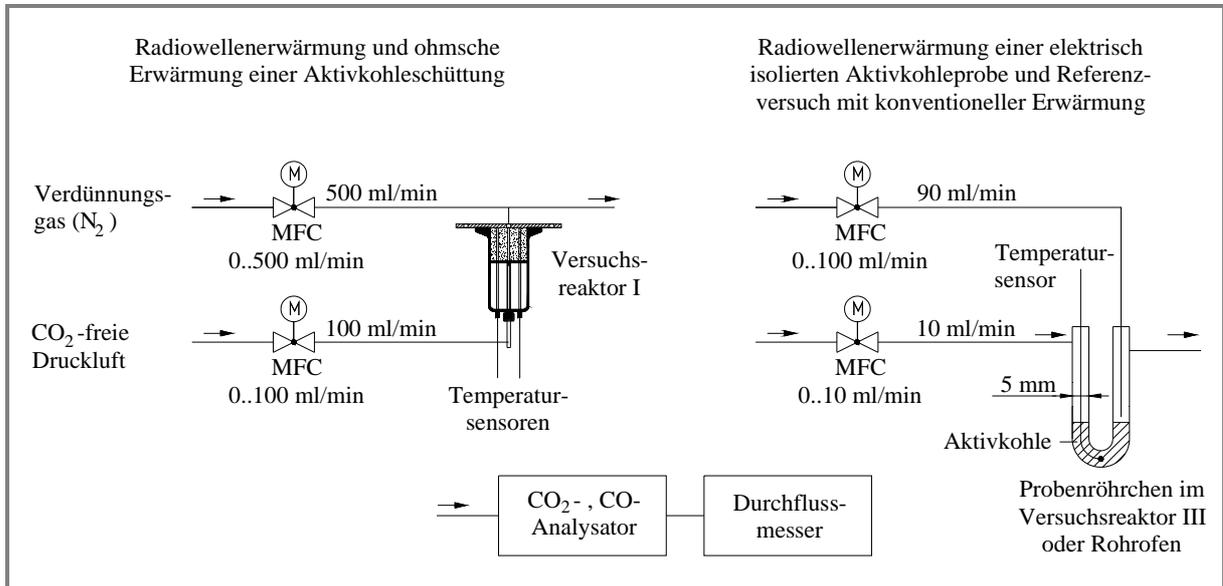 Radiowellenerwärmung und ohmsche
Erwärmung einer Aktivkohleschüttung
Verdünnungs-
gas (N₂)
M
500 ml/min
MFC
0..500 ml/min
Versuchs-
reaktor I
CO₂-freie
Druckluft
M
100 ml/min
MFC
0..100 ml/min
Temperatur-
sensoren
Radiowellenerwärmung einer elektrisch
isolierten Aktivkohleprobe und Referenz-
versuch mit konventioneller Erwärmung
M
90 ml/min
MFC
0..100 ml/min
Temperatur-
sensor
M
10 ml/min
MFC
0..10 ml/min
5 mm
Aktivkohle
Probenröhrchen im
Versuchsreaktor III
oder Rohrofen
CO₂- , CO-
Analysator
Durchfluss-
messer